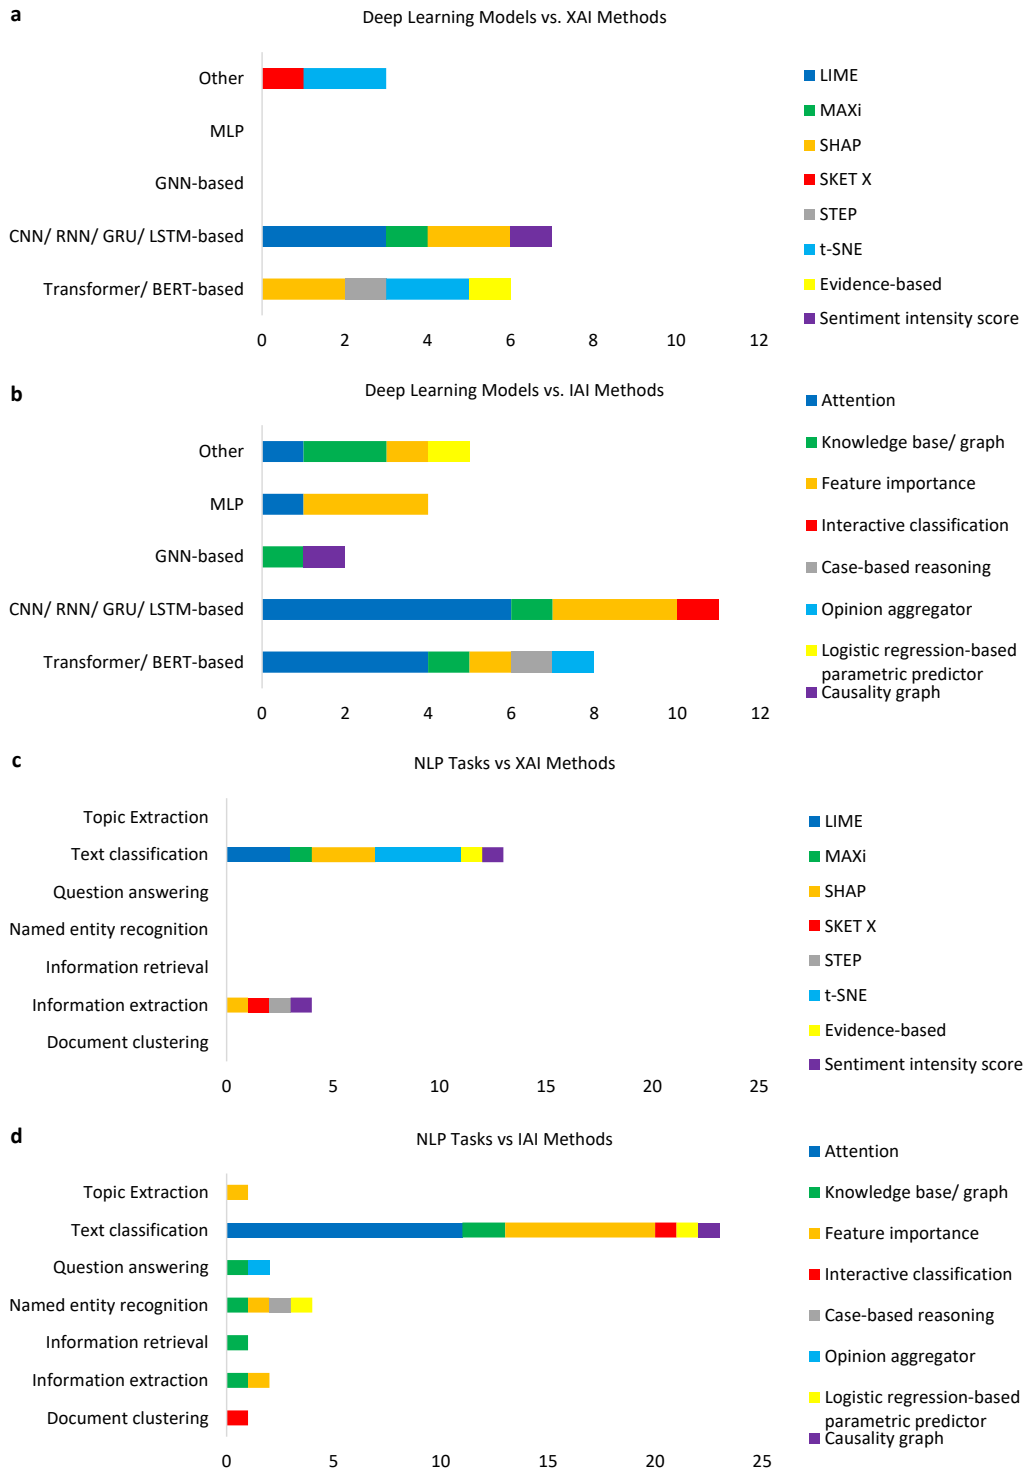 a
Deep Learning Models vs. XAI Methods
Other
MLP
GNN-based
CNN/ RNN/ GRU/ LSTM-based
Transformer/ BERT-based
0 2 4 6 8 10 12
LIME
MAXi
SHAP
SKET X
STEP
t-SNE
Evidence-based
Sentiment intensity score
b
Deep Learning Models vs. IAI Methods
Other
MLP
GNN-based
CNN/ RNN/ GRU/ LSTM-based
Transformer/ BERT-based
0 2 4 6 8 10 12
Attention
Knowledge base/ graph
Feature importance
Interactive classification
Case-based reasoning
Opinion aggregator
Logistic regression-based
parametric predictor
Causality graph
c
NLP Tasks vs XAI Methods
Topic Extraction
Text classification
Question answering
Named entity recognition
Information retrieval
Information extraction
Document clustering
0 5 10 15 20 25
LIME
MAXi
SHAP
SKET X
STEP
t-SNE
Evidence-based
Sentiment intensity score
d
NLP Tasks vs IAI Methods
Topic Extraction
Text classification
Question answering
Named entity recognition
Information retrieval
Information extraction
Document clustering
0 5 10 15 20 25
Attention
Knowledge base/ graph
Feature importance
Interactive classification
Case-based reasoning
Opinion aggregator
Logistic regression-based
parametric predictor
Causality graph